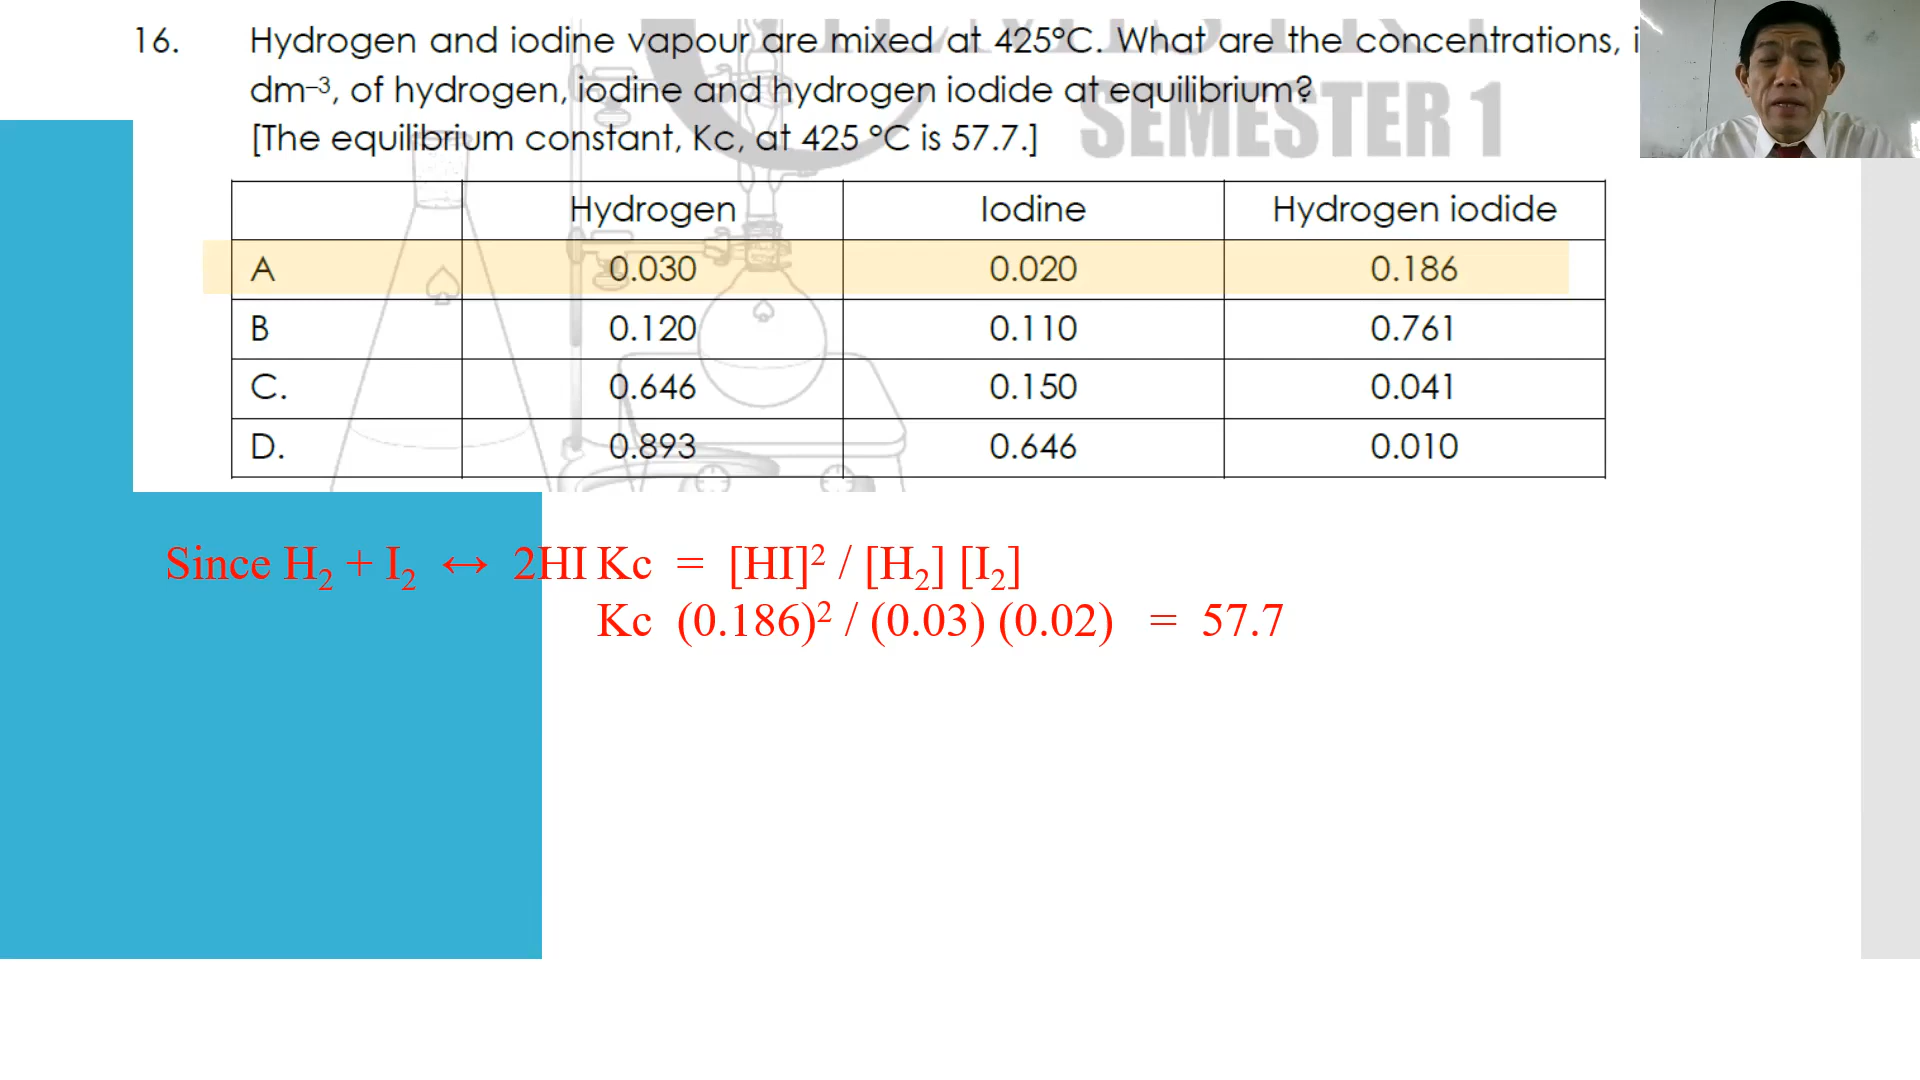 16. Hydrogen and iodine vapour are mixed at 425°C. What are the concentrations, i
dm⁻³, of hydrogen, iodine and hydrogen iodide at equilibrium?
[The equilibrium constant, Kc, at 425 °C is 57.7.]
SEMESTER 1
Hydrogen Iodine Hydrogen iodide
A 0.030 0.020 0.186
B 0.120 0.110 0.761
C. 0.646 0.150 0.041
D. 0.893 0.646 0.010
Since H₂ + I₂ ↔ 2HI Kc = [HI]² / [H₂] [I₂]
Kc (0.186)² / (0.03) (0.02) = 57.7